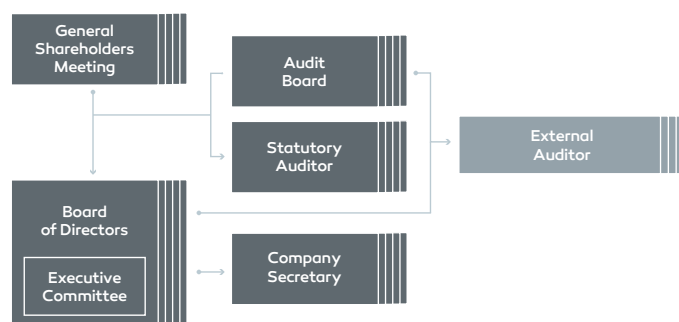 General
Shareholders
Meeting
Audit
Board
Statutory
Auditor
External
Auditor
Board
of Directors
Executive
Committee
Company
Secretary